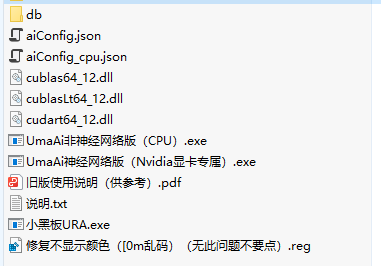 db
aiConfig.json
aiConfig_cpu.json
cublas64_12.dll
cublasLt64_12.dll
cudart64_12.dll
UmaAi非神经网络版（CPU）.exe
UmaAi神经网络版（Nvidia显卡专属）.exe
旧版使用说明（供参考）.pdf
说明.txt
小黑板URA.exe
修复不显示颜色（[0m乱码）（无此问题不要点）.reg